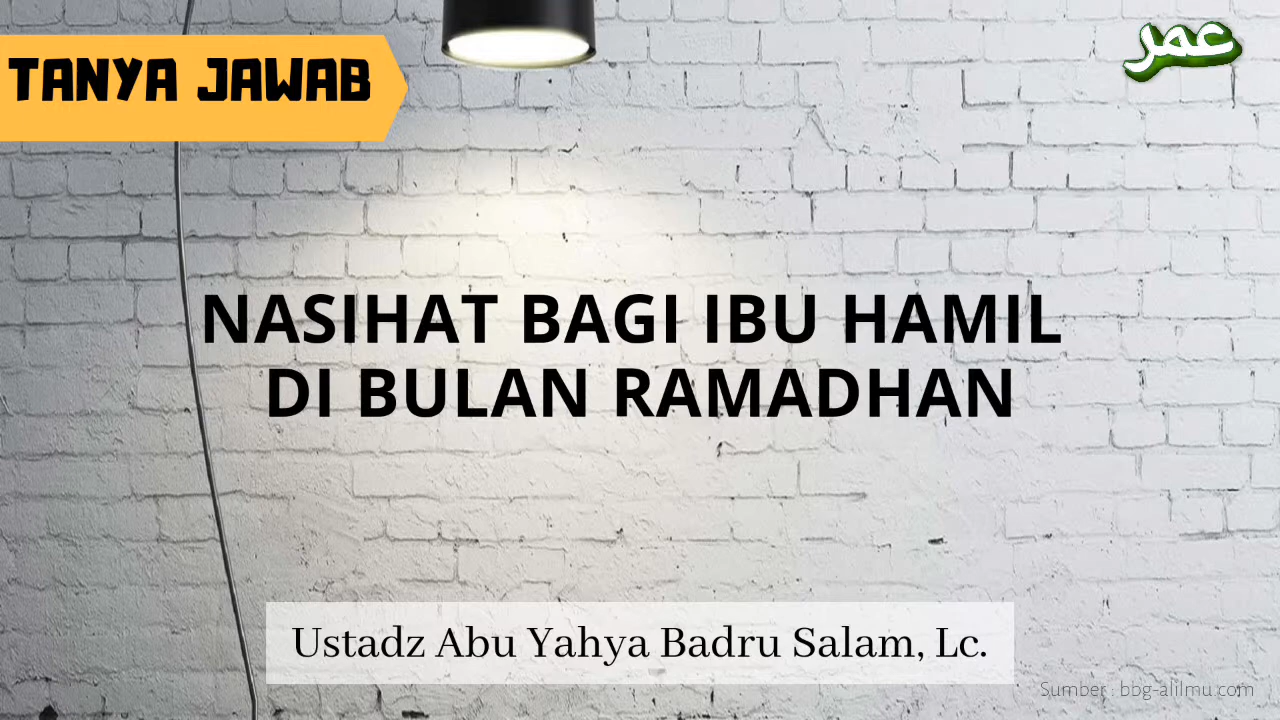 TANYA JAWAB
عمر
NASIHAT BAGI IBU HAMIL
DI BULAN RAMADHAN
Ustadz Abu Yahya Badru Salam, Lc.
Sumber : bbg-alilmu.com